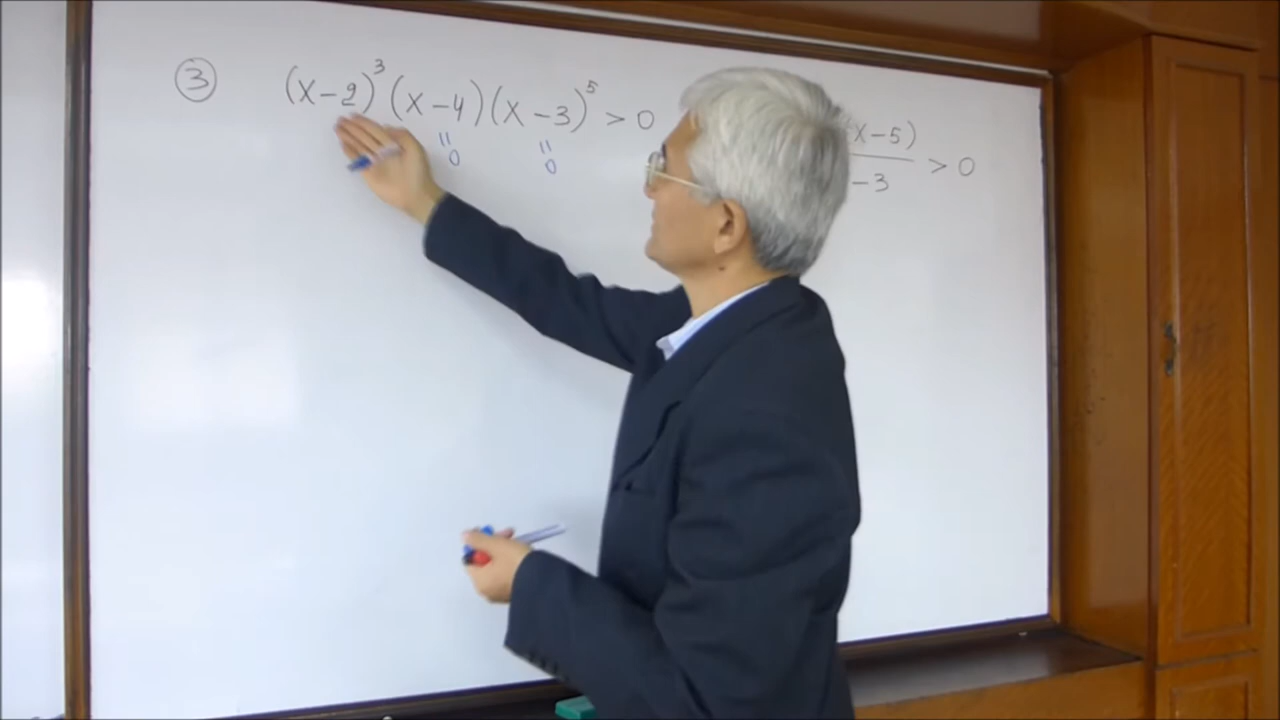 ③ (x-2)³(x-4)(x-3)⁵ > 0
= 0 = 0
(x-5)
-3 > 0